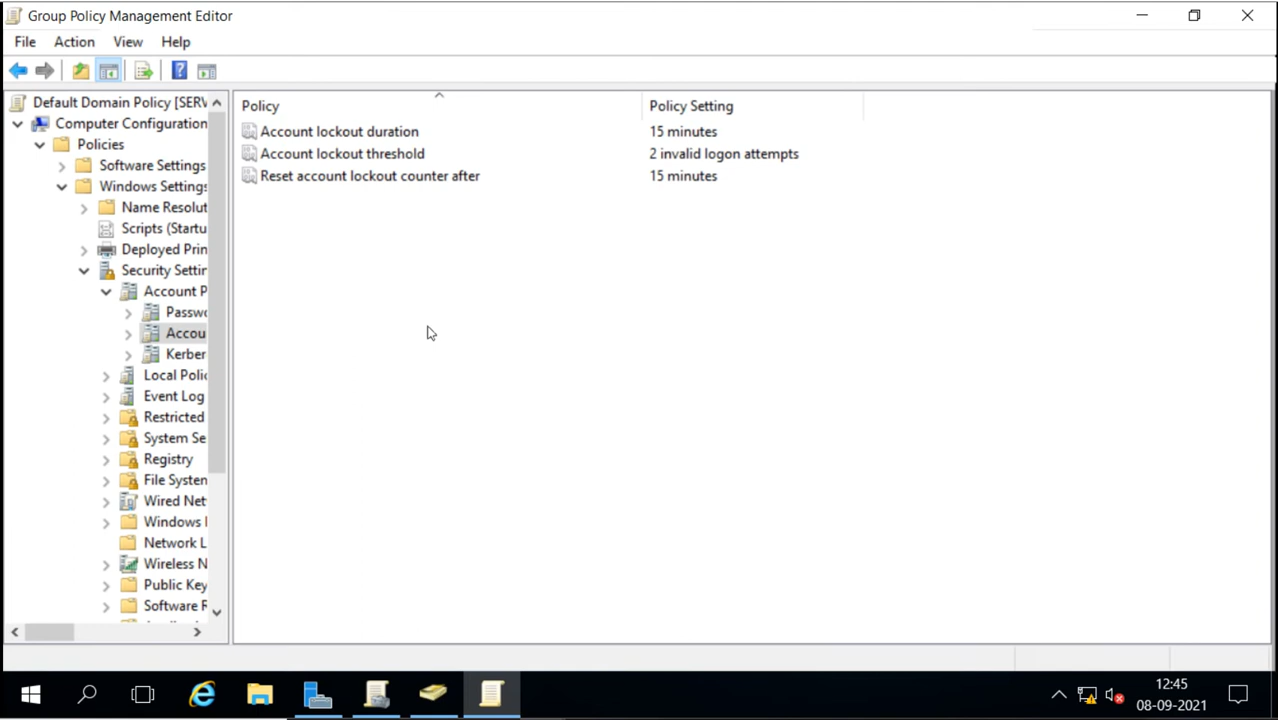 Group Policy Management Editor
File Action View Help
Default Domain Policy [SERV
Computer Configuration
Policies
Software Settings
Windows Settings
Name Resolut
Scripts (Startu
Deployed Prin
Security Settin
Account P
Passwo
Accou
Kerber
Local Polic
Event Log
Restricted
System Se
Registry
File System
Wired Net
Windows I
Network L
Wireless N
Public Key
Software R
Policy Policy Setting
Account lockout duration 15 minutes
Account lockout threshold 2 invalid logon attempts
Reset account lockout counter after 15 minutes
12:45
08-09-2021